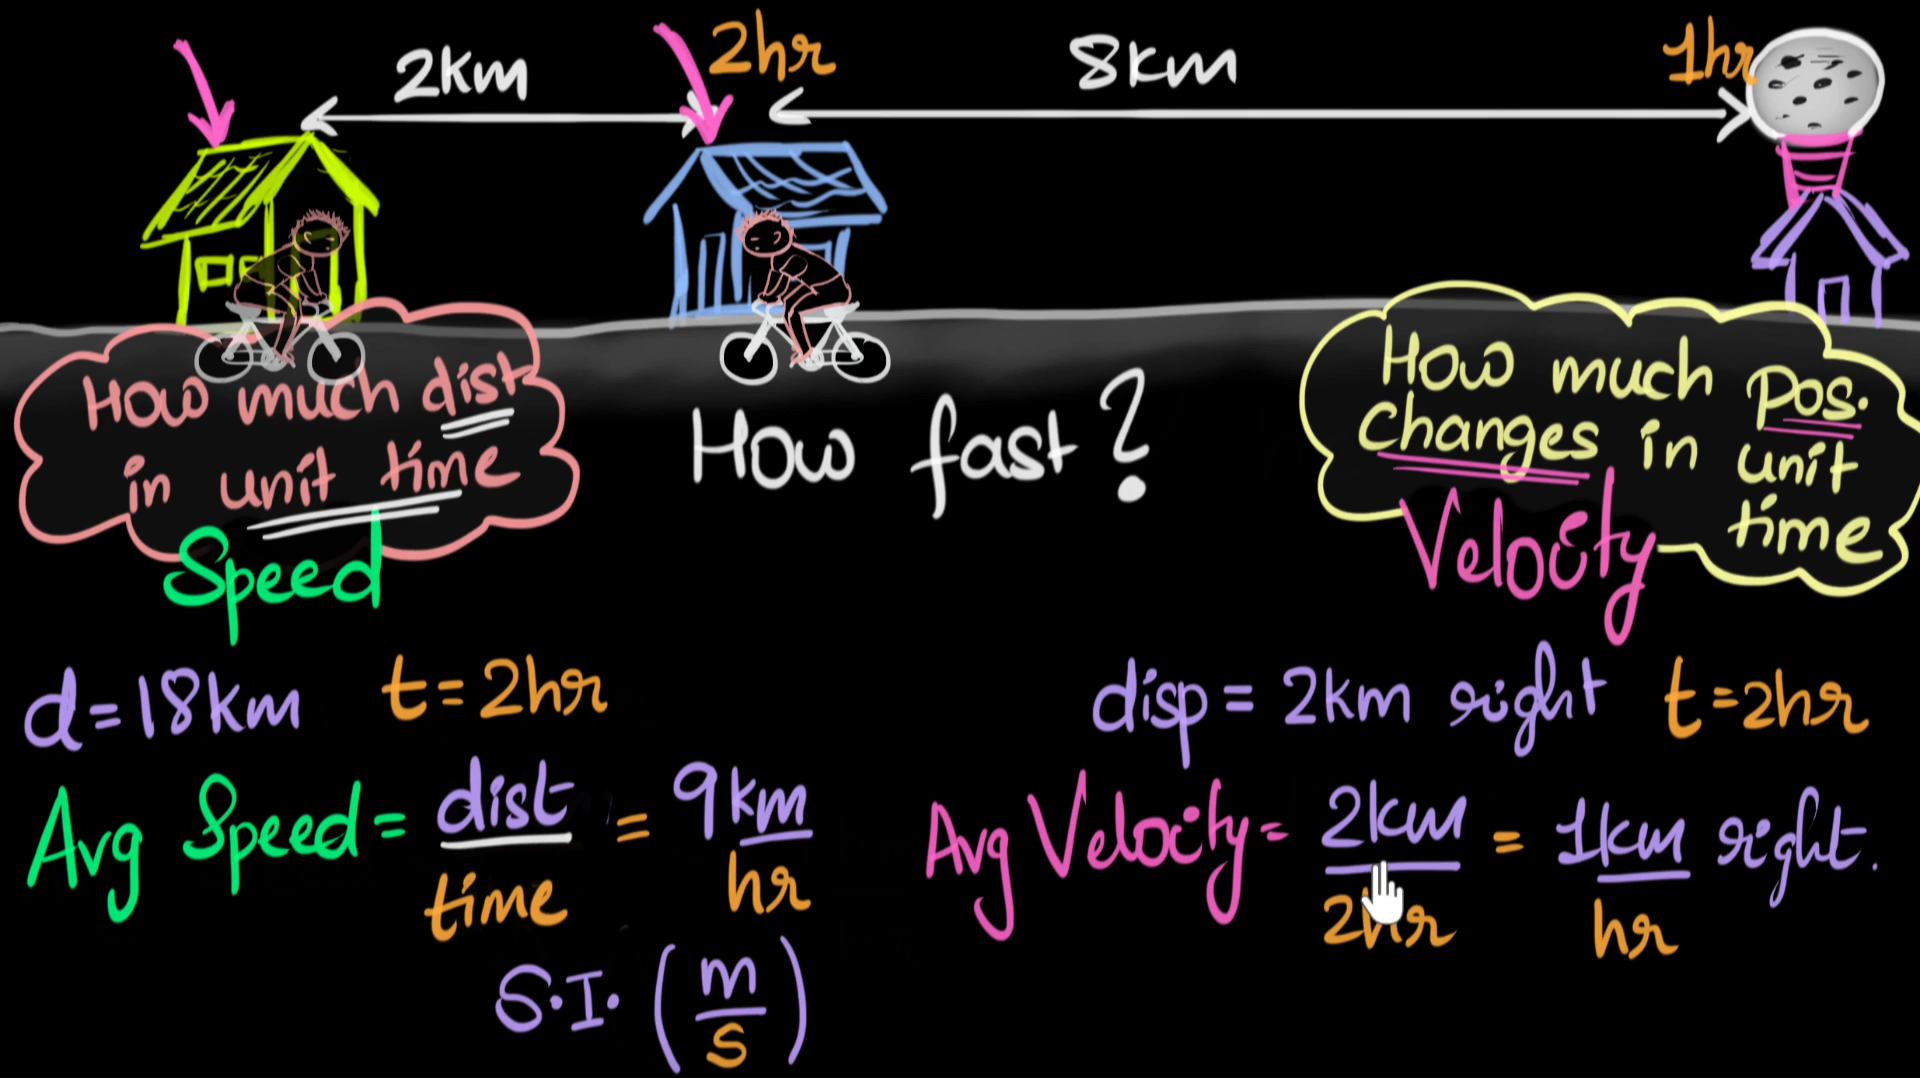 2km
2hr
8km
1hr
How much dist
in unit time
Speed
How fast?
How much pos.
changes in unit
time
Velocity
d=18km t=2hr
Avg Speed = dist/time = 9 km/hr
S.I. (m/s)
disp = 2km right t=2hr
Avg Velocity = 2km/2hr = 1km/hr right.